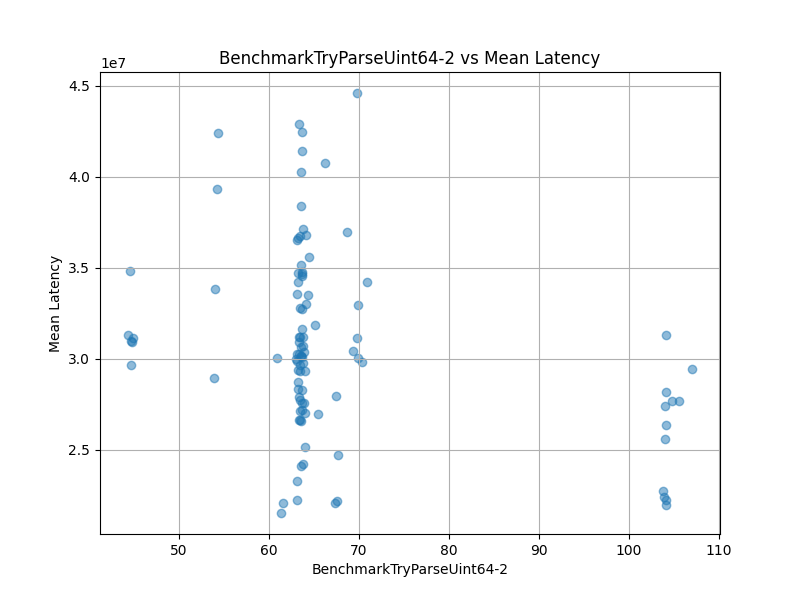 BenchmarkTryParseUint64-2 vs Mean Latency
1e7
4.5
4.0
3.5
3.0
2.5
Mean Latency
50 60 70 80 90 100 110
BenchmarkTryParseUint64-2